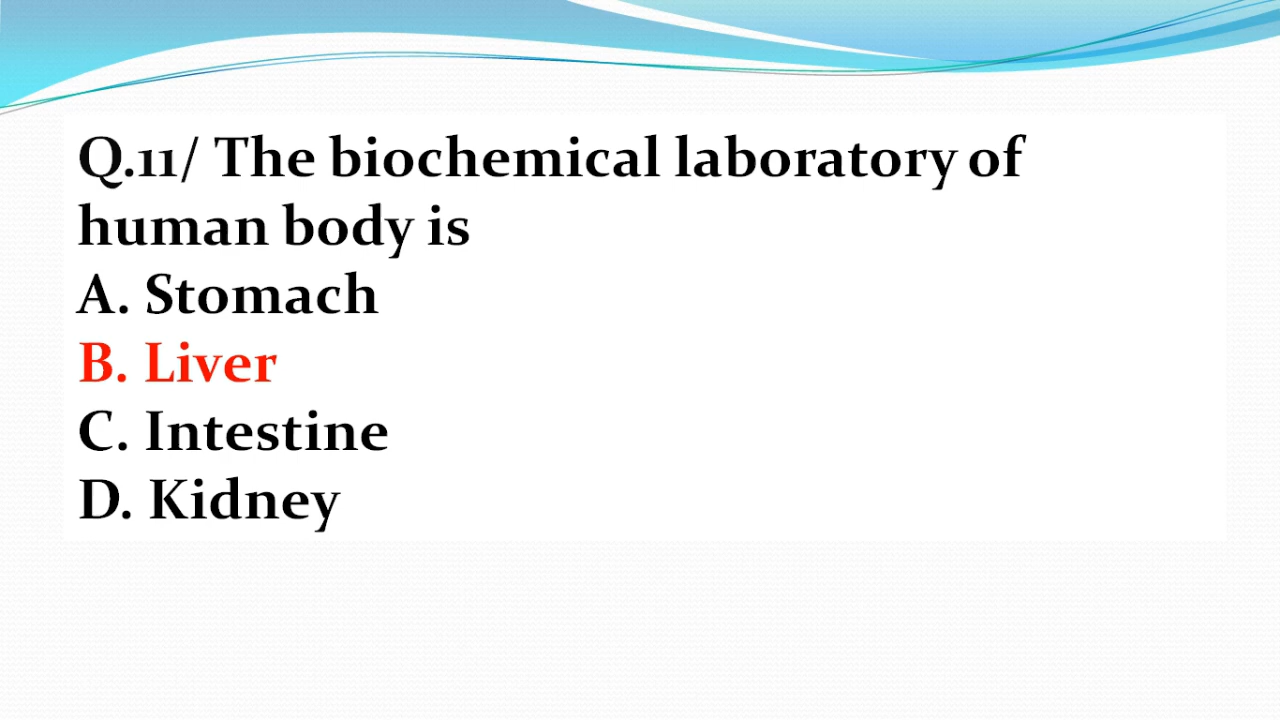 Q.11/ The biochemical laboratory of
human body is
A. Stomach
B. Liver
C. Intestine
D. Kidney